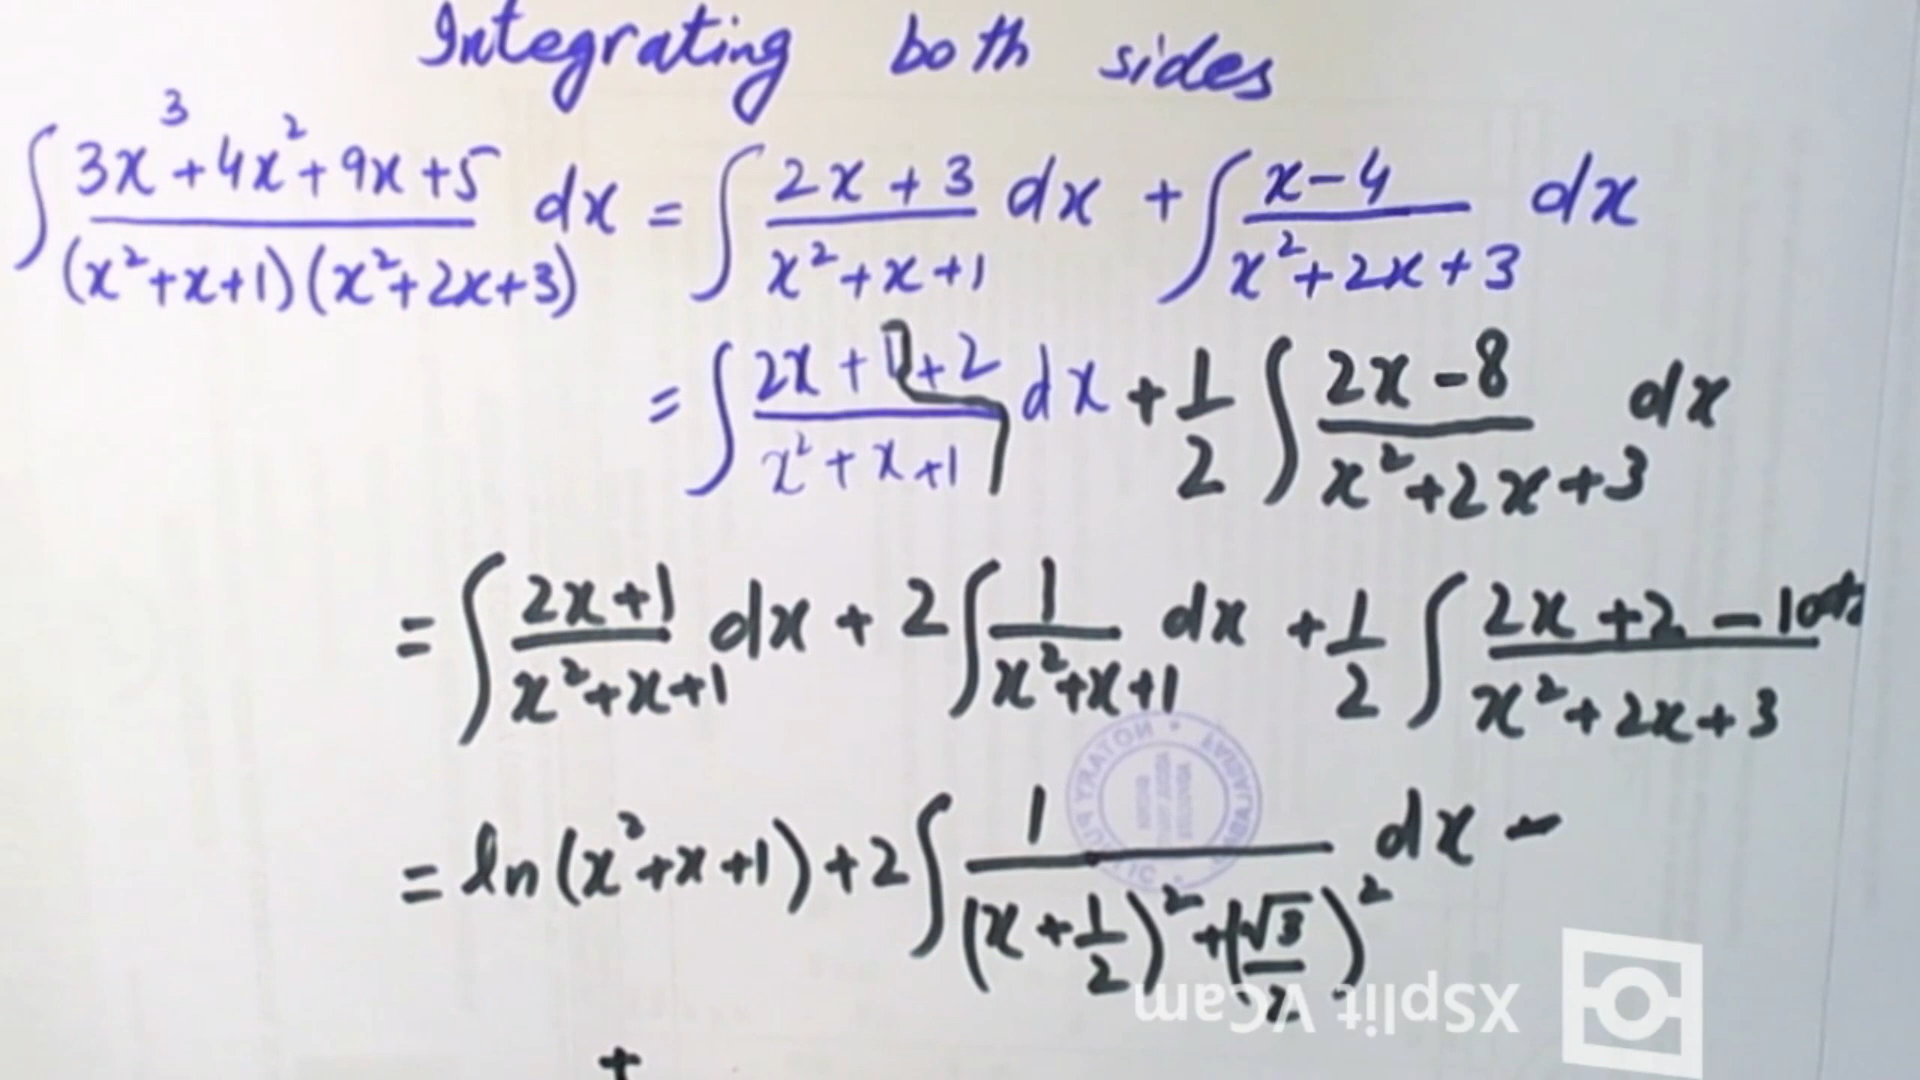 Integrating both sides
∫ (3x³+4x²+9x+5)/((x²+x+1)(x²+2x+3)) dx = ∫ (2x+3)/(x²+x+1) dx + ∫ (x-4)/(x²+2x+3) dx
= ∫ (2x+1+2)/(x²+x+1) dx + 1/2 ∫ (2x-8)/(x²+2x+3) dx
= ∫ (2x+1)/(x²+x+1) dx + 2∫ 1/(x²+x+1) dx + 1/2 ∫ (2x+2-10)/(x²+2x+3) dx
= ln(x²+x+1) + 2∫ 1/((x+1/2)²+(√3/2)²) dx -
+
NOTARY PUBLIC
XSplit VCam